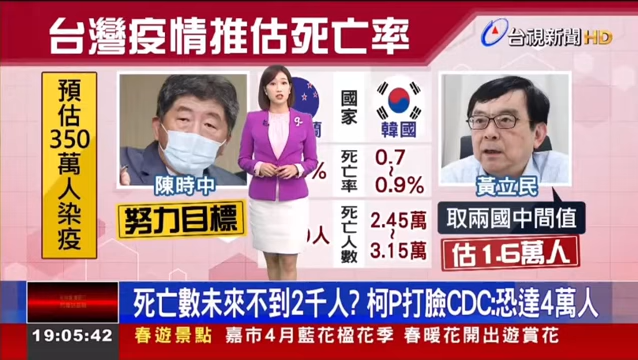 台灣疫情推估死亡率
台視新聞HD
預估350萬人染疫
陳時中
努力目標
國家
韓國
死亡率
%
0.7
~
0.9%
死亡人數
人
2.45萬
~
3.15萬
黃立民
取兩國中間值
估1.6萬人
死亡數未來不到2千人? 柯P打臉CDC:恐達4萬人
19:05:42
春遊景點 嘉市4月藍花楹花季 春暖花開出遊賞花